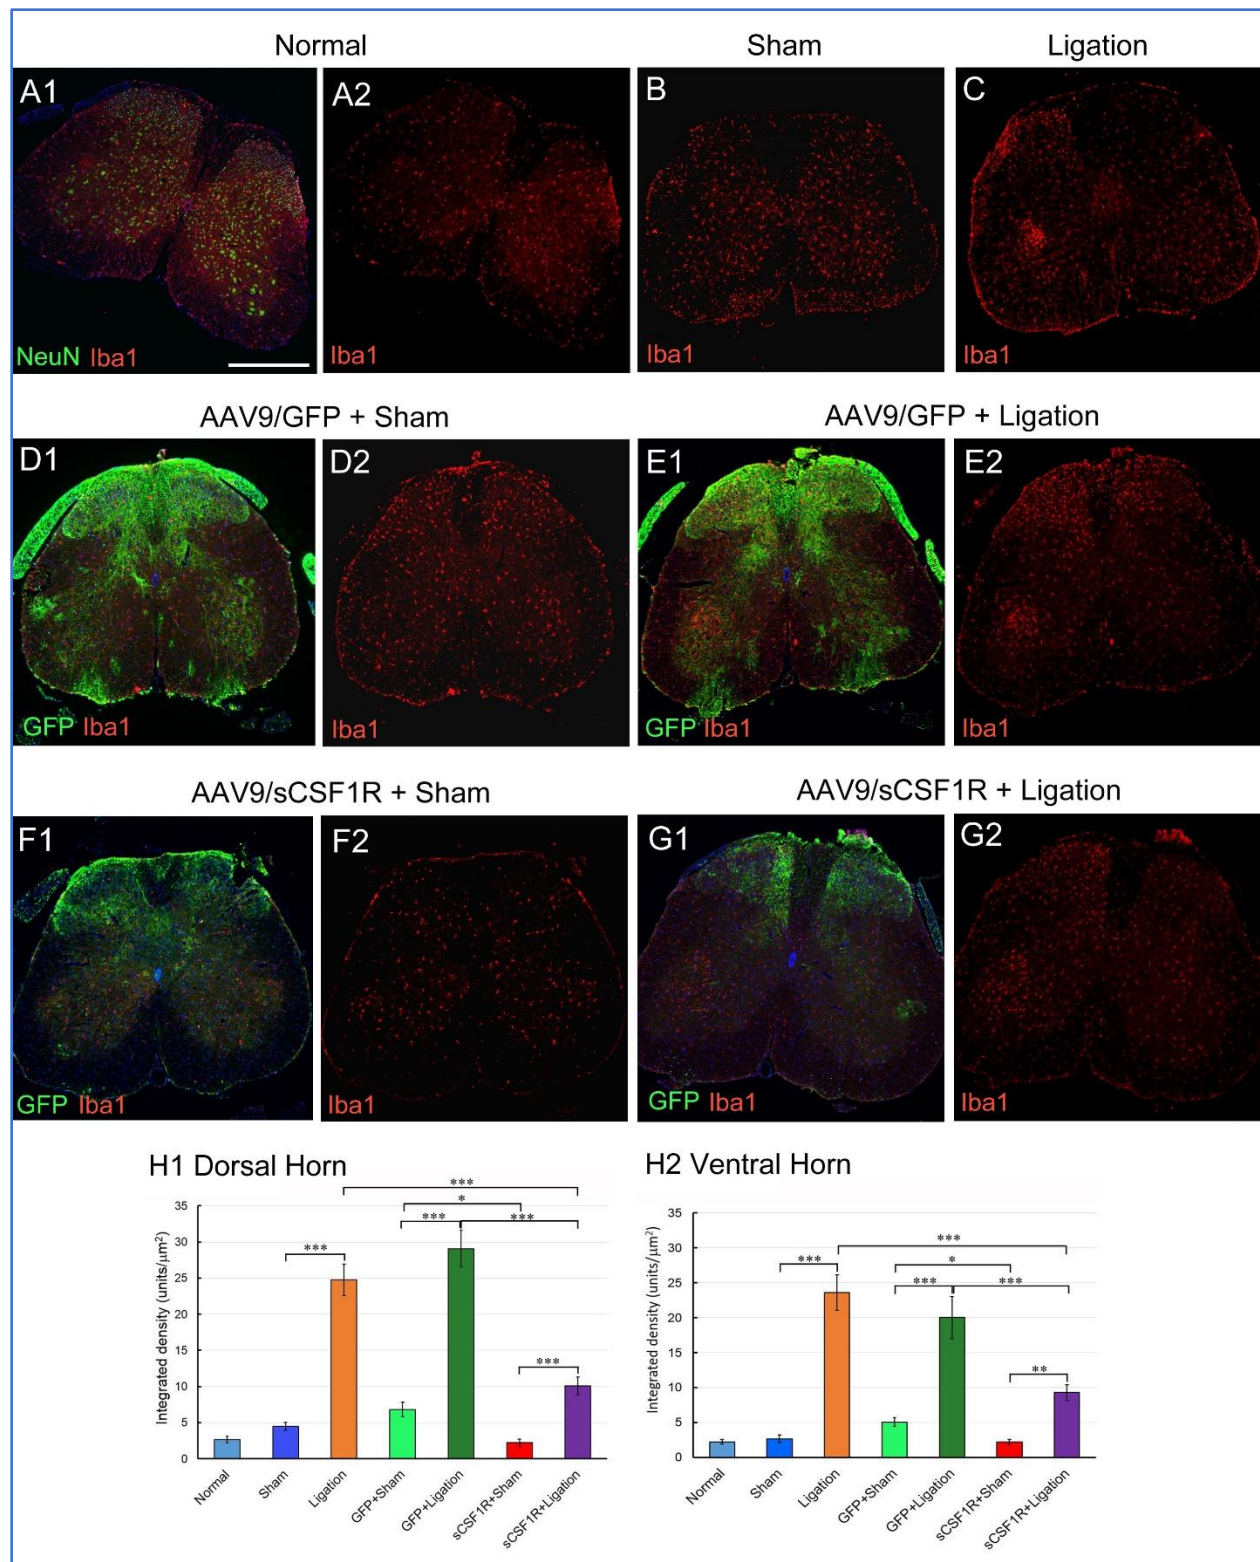 Normal
Sham
Ligation
A1
A2
B
C
NeuN Iba1
Iba1
Iba1
Iba1
AAV9/GFP + Sham
AAV9/GFP + Ligation
D1
D2
E1
E2
GFP Iba1
Iba1
GFP Iba1
Iba1
AAV9/sCSF1R + Sham
AAV9/sCSF1R + Ligation
F1
F2
G1
G2
GFP Iba1
Iba1
GFP Iba1
Iba1
H1 Dorsal Horn
Integrated density (units/μm²)
35
30
25
20
15
10
5
0
***
*
***
***
***
***
Normal
Sham
Ligation
GFP+Sham
GFP+Ligation
sCSF1R+Sham
sCSF1R+Ligation
H2 Ventral Horn
Integrated density (units/μm²)
35
30
25
20
15
10
5
0
***
*
***
***
***
**
Normal
Sham
Ligation
GFP+Sham
GFP+Ligation
sCSF1R+Sham
sCSF1R+Ligation